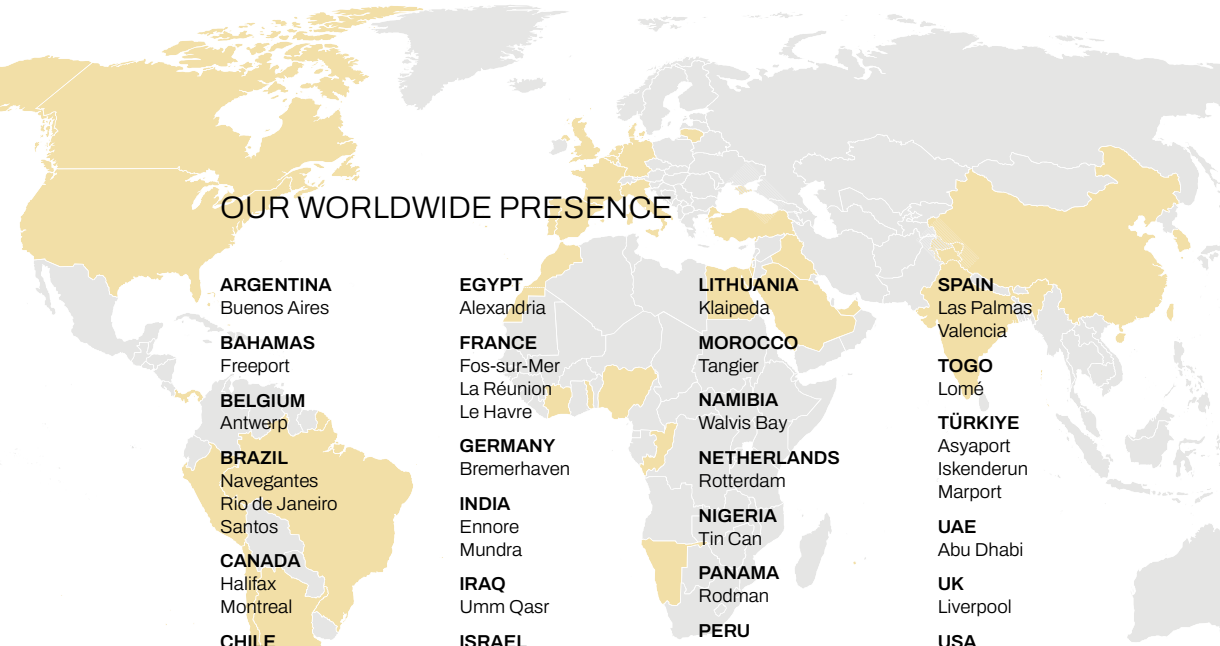 OUR WORLDWIDE PRESENCE
ARGENTINA
Buenos Aires
BAHAMAS
Freeport
BELGIUM
Antwerp
BRAZIL
Navegantes
Rio de Janeiro
Santos
CANADA
Halifax
Montreal
CHILE
EGYPT
Alexandria
FRANCE
Fos-sur-Mer
La Réunion
Le Havre
GERMANY
Bremerhaven
INDIA
Ennore
Mundra
IRAQ
Umm Qasr
ISRAEL
LITHUANIA
Klaipeda
MOROCCO
Tangier
NAMIBIA
Walvis Bay
NETHERLANDS
Rotterdam
NIGERIA
Tin Can
PANAMA
Rodman
PERU
SPAIN
Las Palmas
Valencia
TOGO
Lomé
TÜRKIYE
Asyaport
Iskenderun
Marport
UAE
Abu Dhabi
UK
Liverpool
USA